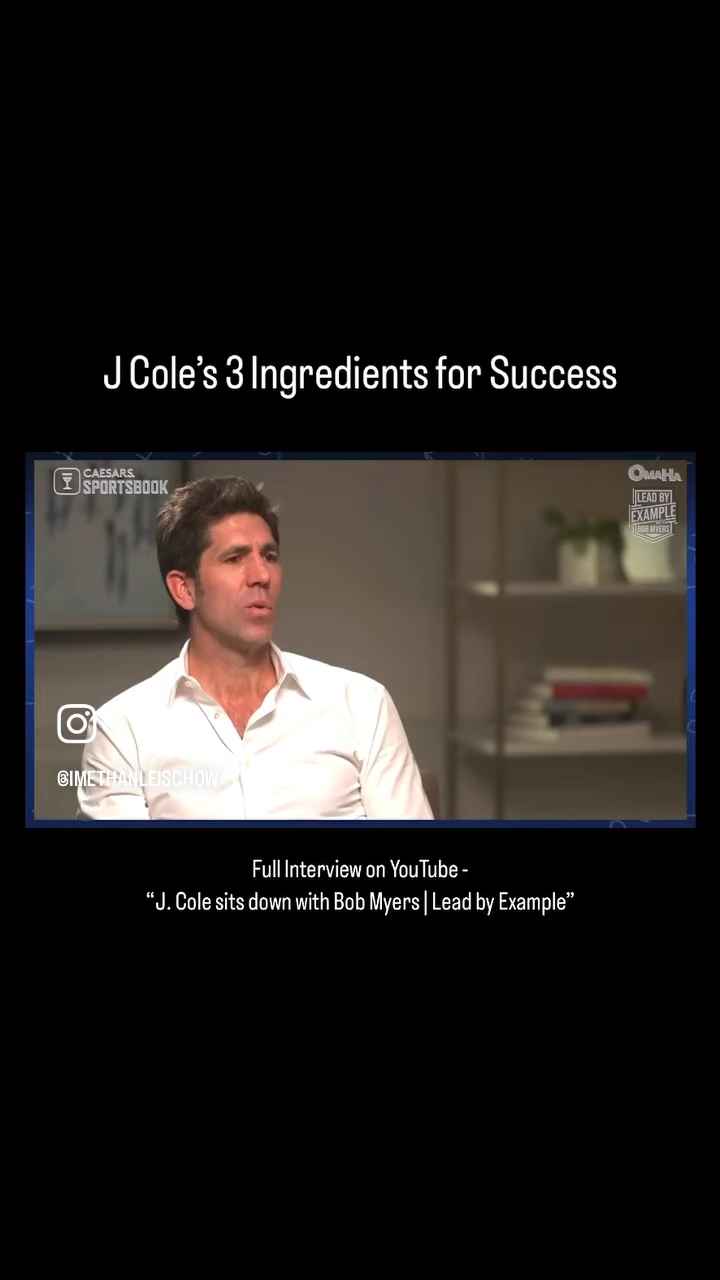 J Cole’s 3 Ingredients for Success
CAESARS
SPORTSBOOK
OMAHA
LEAD BY
EXAMPLE
WITH
BOB MYERS
@IMETHANLEISCHOW
Full Interview on YouTube -
“J. Cole sits down with Bob Myers | Lead by Example”